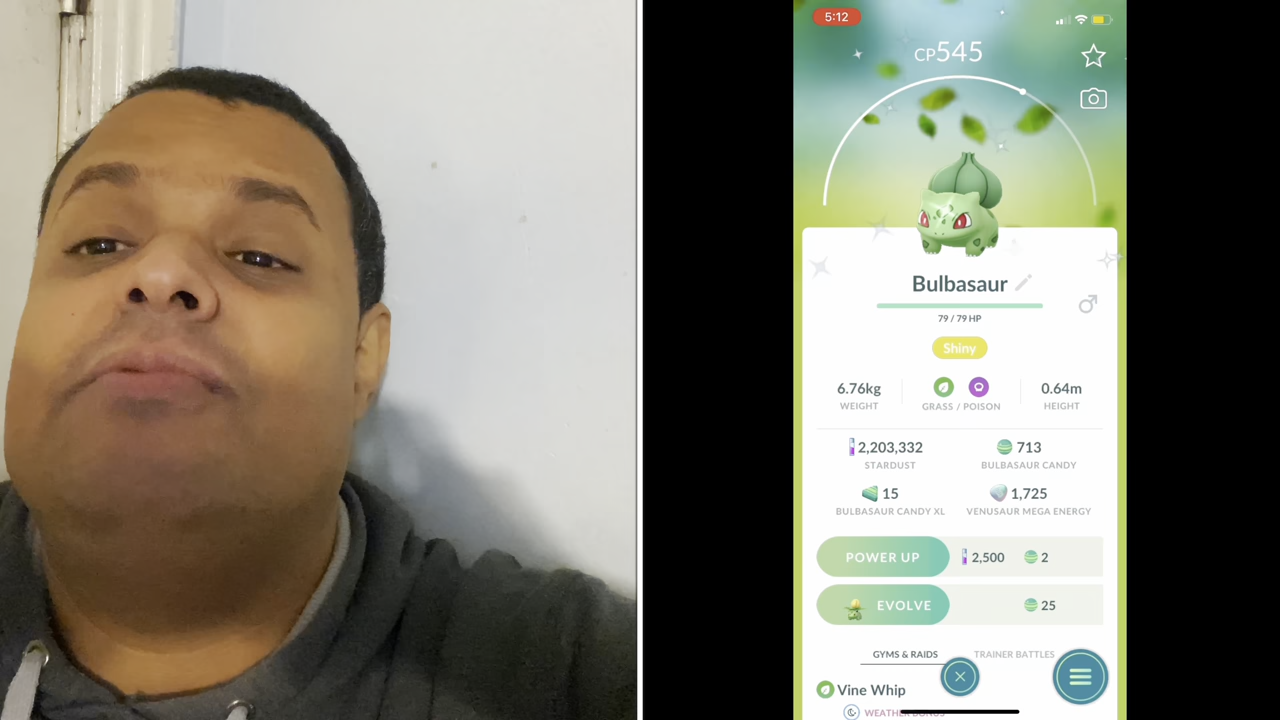 5:12
CP545
Bulbasaur
79 / 79 HP
Shiny
6.76kg
WEIGHT
GRASS / POISON
0.64m
HEIGHT
2,203,332
STARDUST
713
BULBASAUR CANDY
15
BULBASAUR CANDY XL
1,725
VENUSAUR MEGA ENERGY
POWER UP 2,500 2
EVOLVE 25
GYMS & RAIDS TRAINER BATTLES
Vine Whip
WEATHER BONUS